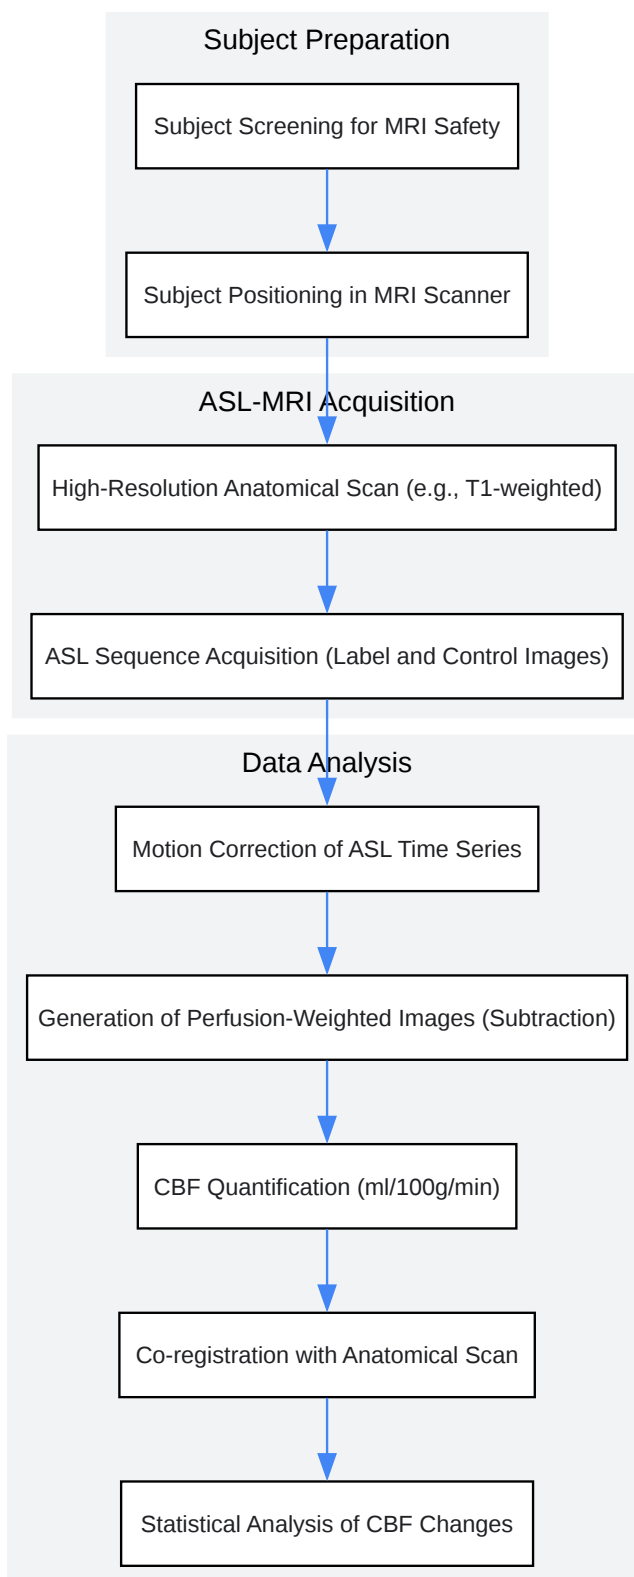 Subject Preparation
Subject Screening for MRI Safety
Subject Positioning in MRI Scanner
ASL-MRI Acquisition
High-Resolution Anatomical Scan (e.g., T1-weighted)
ASL Sequence Acquisition (Label and Control Images)
Data Analysis
Motion Correction of ASL Time Series
Generation of Perfusion-Weighted Images (Subtraction)
CBF Quantification (ml/100g/min)
Co-registration with Anatomical Scan
Statistical Analysis of CBF Changes